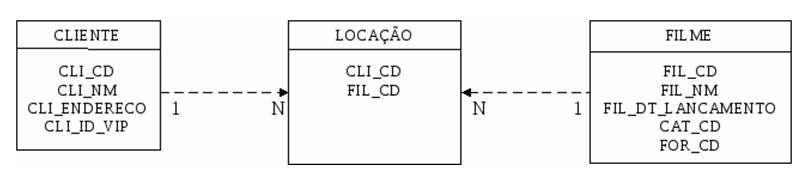 CLIENTE
CLI_CD
CLI_NM
CLI_ENDERECO
CLI_ID_VIP
1
N
LOCAÇÃO
CLI_CD
FIL_CD
N
1
FILME
FIL_CD
FIL_NM
FIL_DT_LANCAMENTO
CAT_CD
FOR_CD